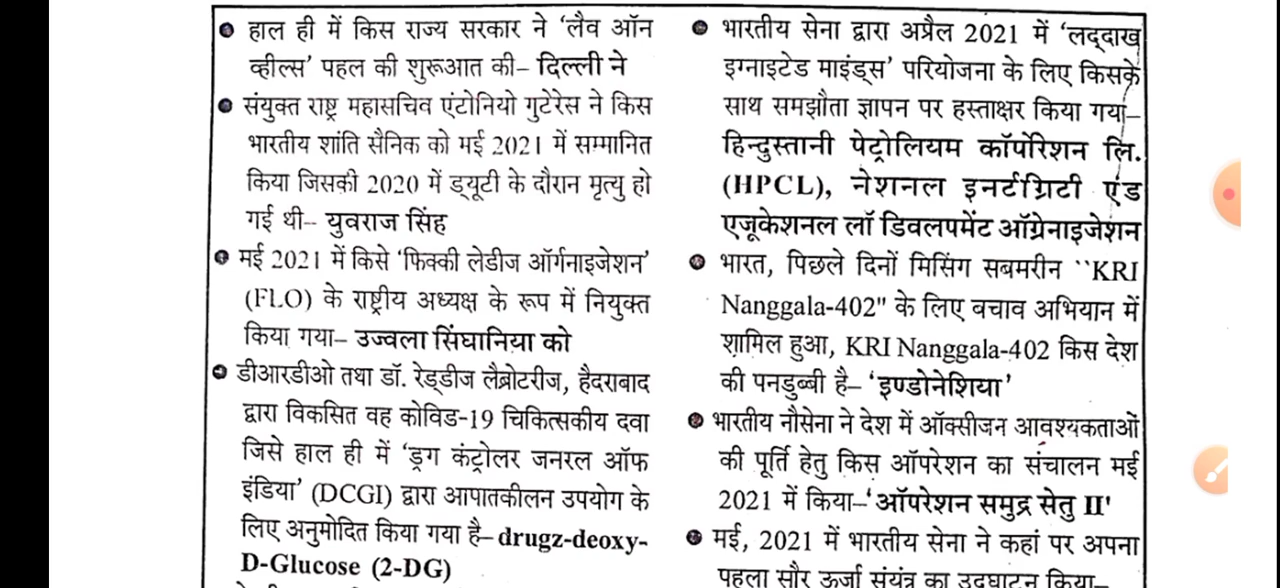 ● हाल ही में किस राज्य सरकार ने 'लैव ऑन
व्हील्स' पहल की शुरूआत की– दिल्ली ने
● संयुक्त राष्ट्र महासचिव एंटोनियो गुटेरेस ने किस
भारतीय शांति सैनिक को मई 2021 में सम्मानित
किया जिसकी 2020 में ड्यूटी के दौरान मृत्यु हो
गई थी– युवराज सिंह
● मई 2021 में किसे 'फिक्की लेडीज ऑर्गनाइजेशन'
(FLO) के राष्ट्रीय अध्यक्ष के रूप में नियुक्त
किया गया– उज्वला सिंघानिया को
● डीआरडीओ तथा डॉ. रेड्डीज लैब्रोटरीज, हैदराबाद
द्वारा विकसित वह कोविड-19 चिकित्सकीय दवा
जिसे हाल ही में 'ड्रग कंट्रोलर जनरल ऑफ
इंडिया' (DCGI) द्वारा आपातकीलन उपयोग के
लिए अनुमोदित किया गया है– drugz-deoxy-
D-Glucose (2-DG)
● भारतीय सेना द्वारा अप्रैल 2021 में 'लद्दाख
इग्नाइटेड माइंड्स' परियोजना के लिए किसके
साथ समझौता ज्ञापन पर हस्ताक्षर किया गया–
हिन्दुस्तानी पेट्रोलियम कॉर्पोरेशन लि.
(HPCL), नेशनल इनर्टग्रिटी एंड
एजूकेशनल लॉ डिवलपमेंट ऑग्रेनाइजेशन
● भारत, पिछले दिनों मिसिंग सबमरीन ``KRI
Nanggala-402" के लिए बचाव अभियान में
शामिल हुआ, KRI Nanggala-402 किस देश
की पनडुब्बी है– 'इण्डोनेशिया'
● भारतीय नौसेना ने देश में ऑक्सीजन आवश्यकताओं
की पूर्ति हेतु किस ऑपरेशन का संचालन मई
2021 में किया–'ऑपरेशन समुद्र सेतु II'
● मई, 2021 में भारतीय सेना ने कहां पर अपना
पहला सौर ऊर्जा संयंत्र का उदघाटन किया–